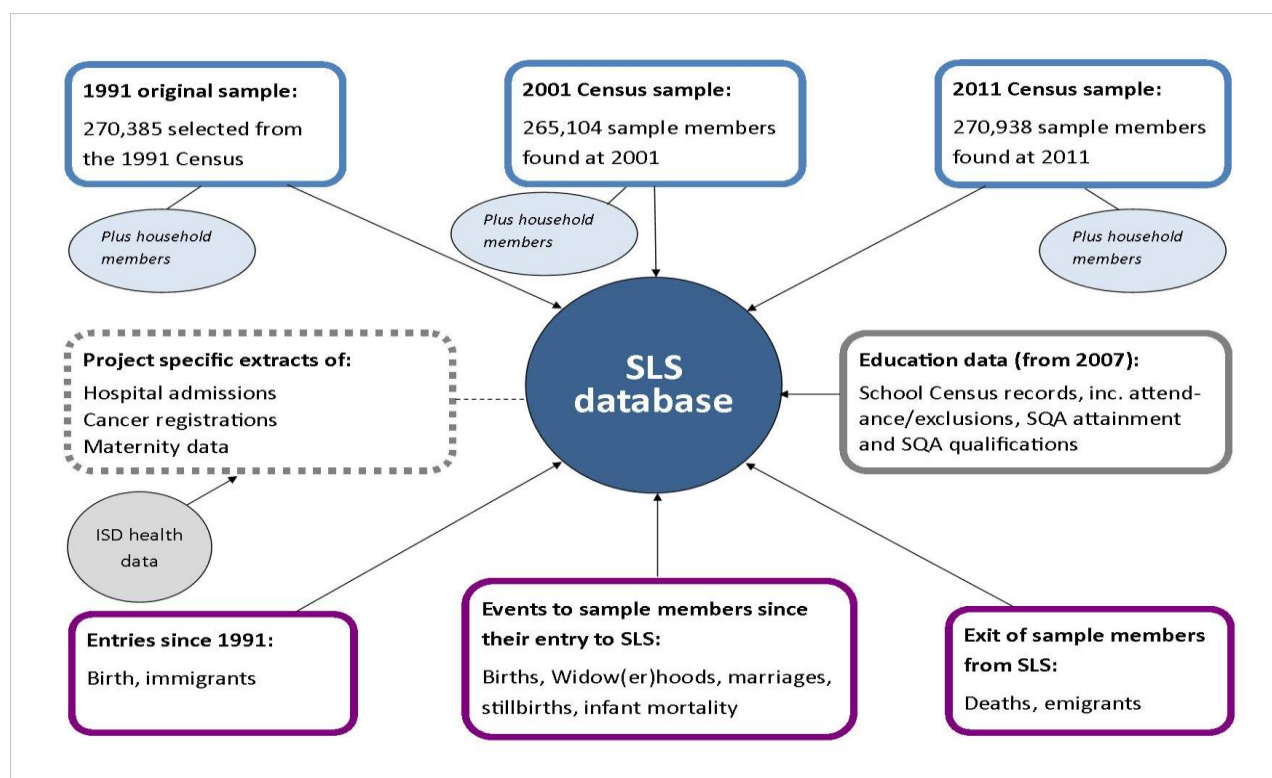 1991 original sample:
270,385 selected from
the 1991 Census
2001 Census sample:
265,104 sample members
found at 2001
2011 Census sample:
270,938 sample members
found at 2011
Plus household
members
Plus household
members
Plus household
members
Project specific extracts of:
Hospital admissions
Cancer registrations
Maternity data
SLS
database
Education data (from 2007):
School Census records, inc. attend-
ance/exclusions, SQA attainment
and SQA qualifications
ISD health
data
Entries since 1991:
Birth, immigrants
Events to sample members since
their entry to SLS:
Births, Widow(er)hoods, marriages,
stillbirths, infant mortality
Exit of sample members
from SLS:
Deaths, emigrants